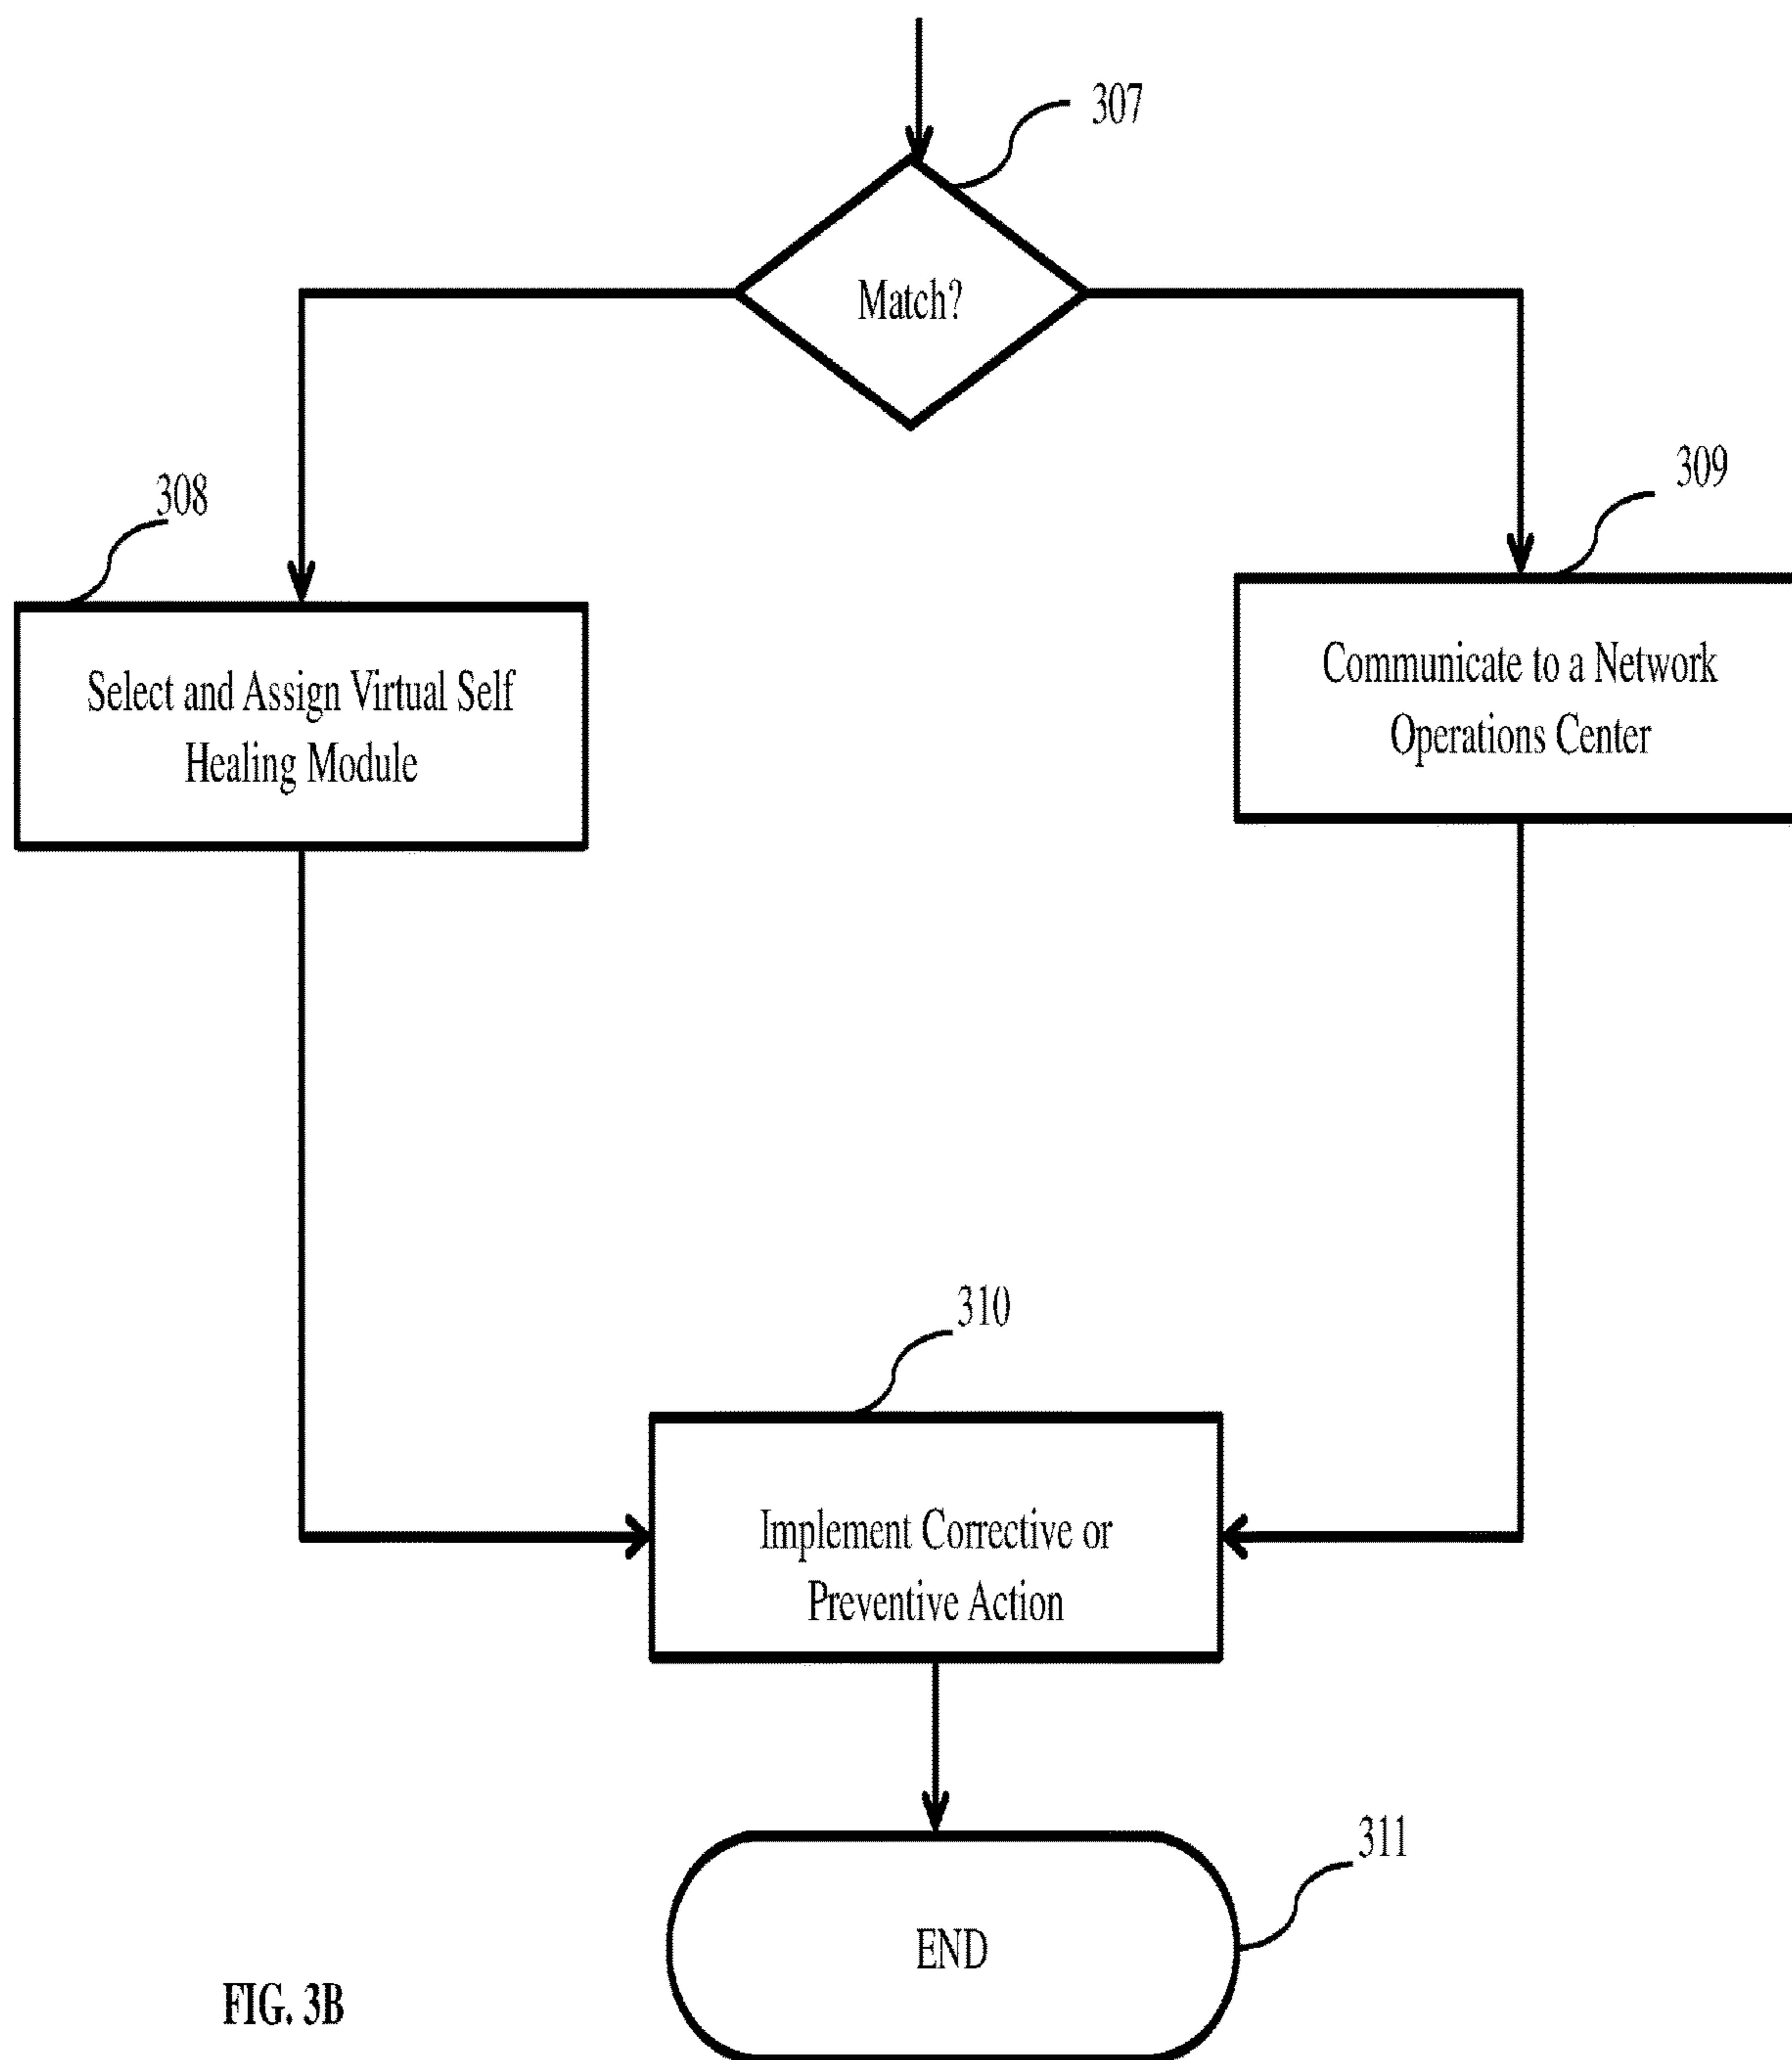 307
Match?
308
309
Select and Assign Virtual Self
Healing Module
Communicate to a Network
Operations Center
310
Implement Corrective or
Preventive Action
311
END
FIG. 3B